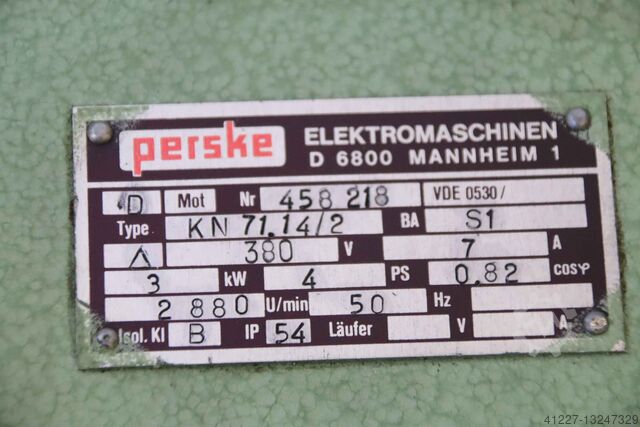 perske ELEKTROMASCHINEN
D 6800 MANNHEIM 1
D Mot Nr 458 218 VDE 0530/
Type KN 71.14/2 BA S1
Δ 380 V 7 A
3 kW 4 PS 0.82 cosφ
2 880 U/min 50 Hz
Isol. Kl B IP 54 Läufer V A
41227-13247329